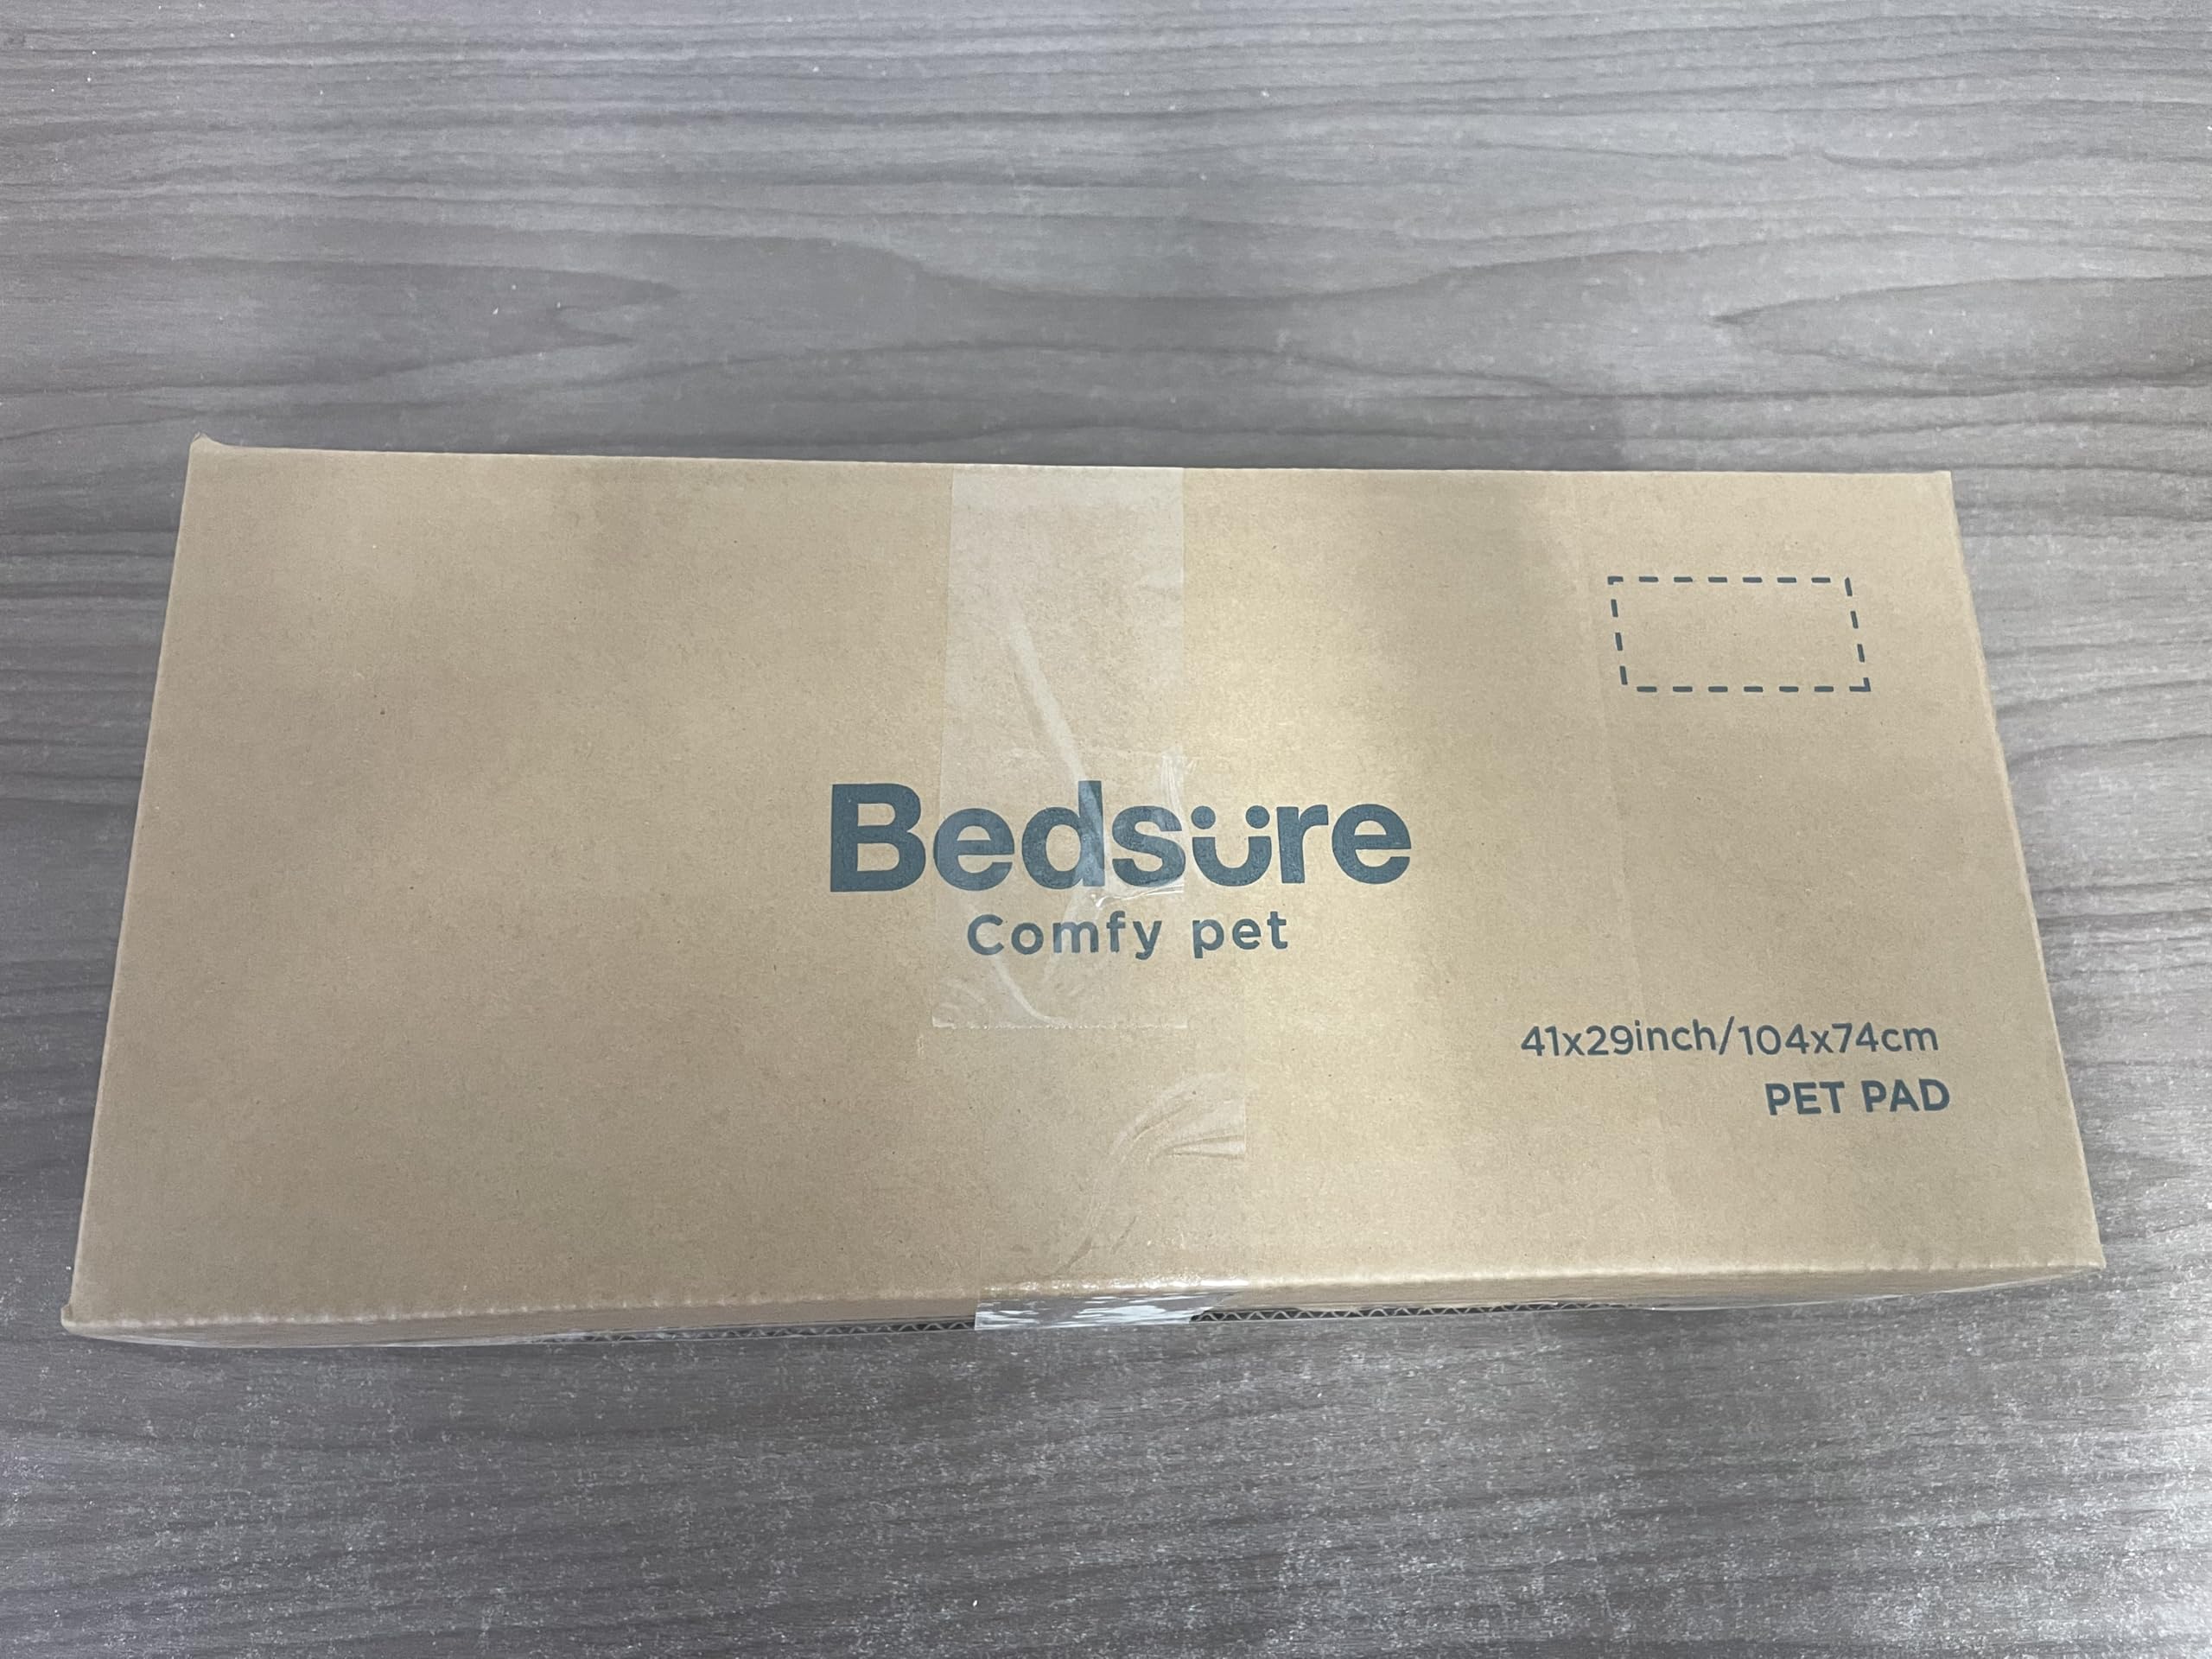 Bedsüre
Comfy pet
41x29inch/104x74cm
PET PAD